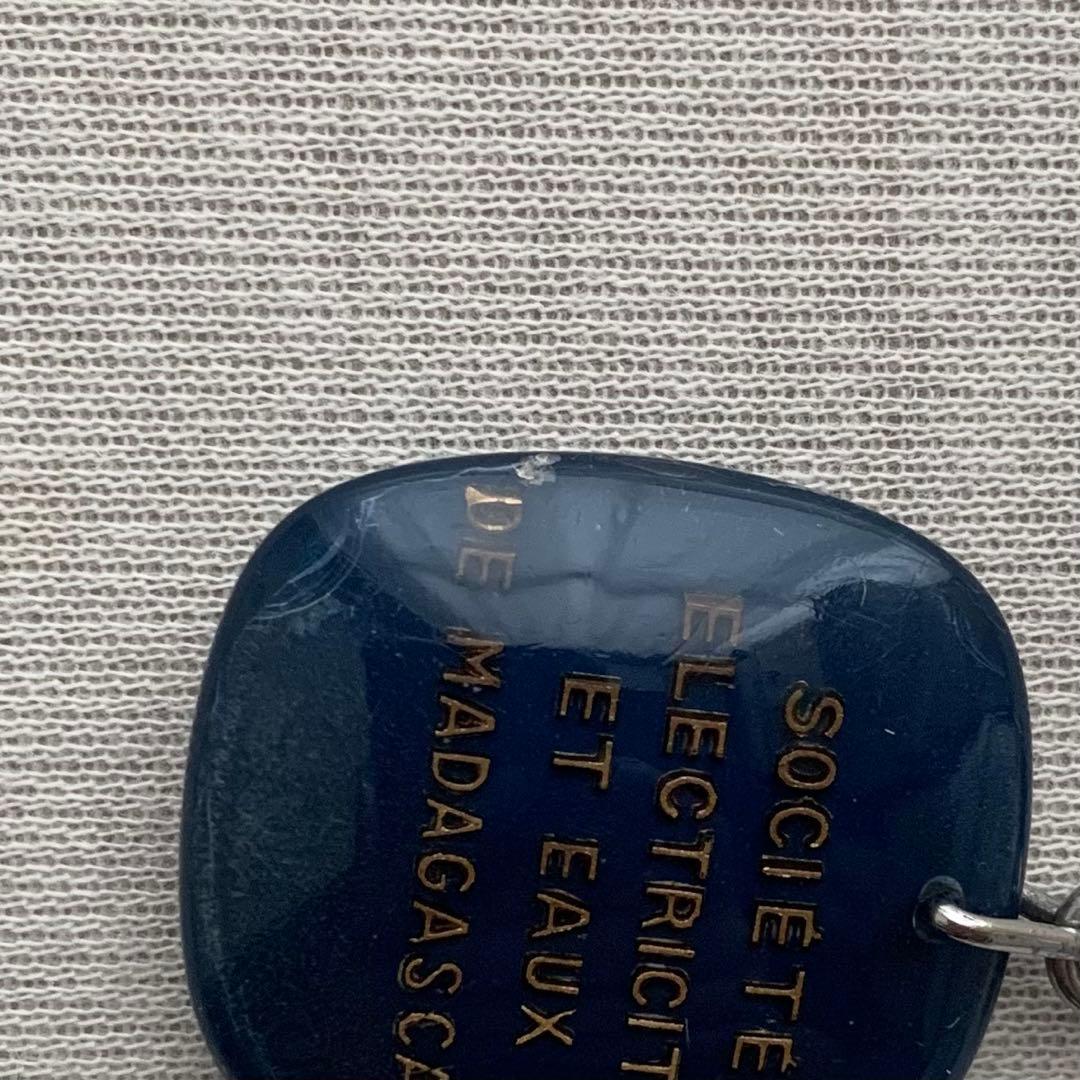 SOCIÉTÉ
ELECTRICIT
ET EAUX
DE MADAGASCA